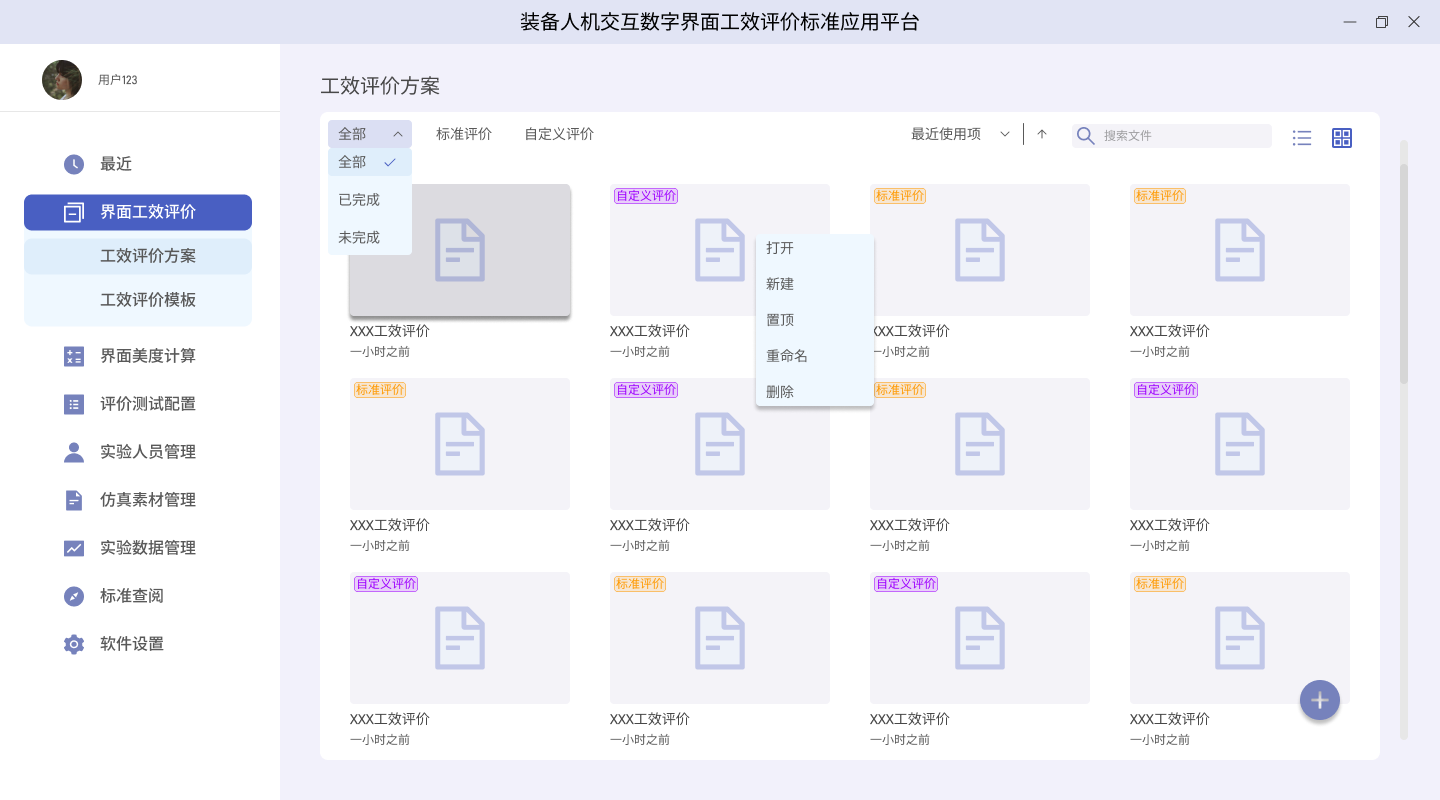 装备人机交互数字界面工效评价标准应用平台
用户123
最近
界面工效评价
工效评价方案
工效评价模板
界面美度计算
评价测试配置
实验人员管理
仿真素材管理
实验数据管理
标准查阅
软件设置
工效评价方案
全部 标准评价 自定义评价 最近使用项 搜索文件
全部
已完成
未完成
自定义评价 标准评价 标准评价
打开
新建
置顶
重命名
删除
XXX工效评价 XXX工效评价 XXX工效评价 XXX工效评价
一小时之前 一小时之前 一小时之前 一小时之前
标准评价 自定义评价 标准评价 自定义评价
XXX工效评价 XXX工效评价 XXX工效评价 XXX工效评价
一小时之前 一小时之前 一小时之前 一小时之前
自定义评价 标准评价 自定义评价 标准评价
XXX工效评价 XXX工效评价 XXX工效评价 XXX工效评价
一小时之前 一小时之前 一小时之前 一小时之前